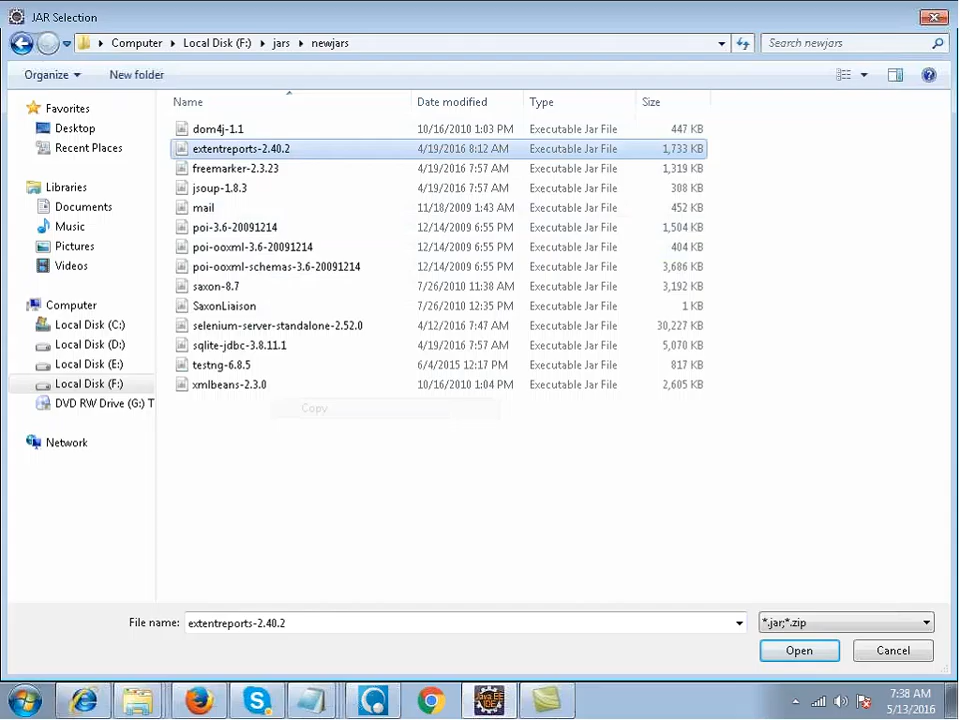 JAR Selection
Computer Local Disk (F:) jars newjars Search newjars
Organize New folder
Name Date modified Type Size
Favorites
Desktop
Recent Places
Libraries
Documents
Music
Pictures
Videos
Computer
Local Disk (C:)
Local Disk (D:)
Local Disk (E:)
Local Disk (F:)
DVD RW Drive (G:) T
Network
dom4j-1.1 10/16/2010 1:03 PM Executable Jar File 447 KB
extentreports-2.40.2 4/19/2016 8:12 AM Executable Jar File 1,733 KB
freemarker-2.3.23 4/19/2016 7:57 AM Executable Jar File 1,319 KB
jsoup-1.8.3 4/19/2016 7:57 AM Executable Jar File 308 KB
mail 11/18/2009 1:43 AM Executable Jar File 452 KB
poi-3.6-20091214 12/14/2009 6:55 PM Executable Jar File 1,504 KB
poi-ooxml-3.6-20091214 12/14/2009 6:55 PM Executable Jar File 404 KB
poi-ooxml-schemas-3.6-20091214 12/14/2009 6:55 PM Executable Jar File 3,686 KB
saxon-8.7 7/26/2010 11:38 AM Executable Jar File 3,192 KB
SaxonLiaison 7/26/2010 12:35 PM Executable Jar File 1 KB
selenium-server-standalone-2.52.0 4/12/2016 7:47 AM Executable Jar File 30,227 KB
sqlite-jdbc-3.8.11.1 4/19/2016 7:57 AM Executable Jar File 5,070 KB
testng-6.8.5 6/4/2015 12:17 PM Executable Jar File 817 KB
xmlbeans-2.3.0 10/16/2010 1:04 PM Executable Jar File 2,605 KB
Copy
File name: extentreports-2.40.2 *.jar;*.zip
Open Cancel
Java EE
IDE
7:38 AM
5/13/2016